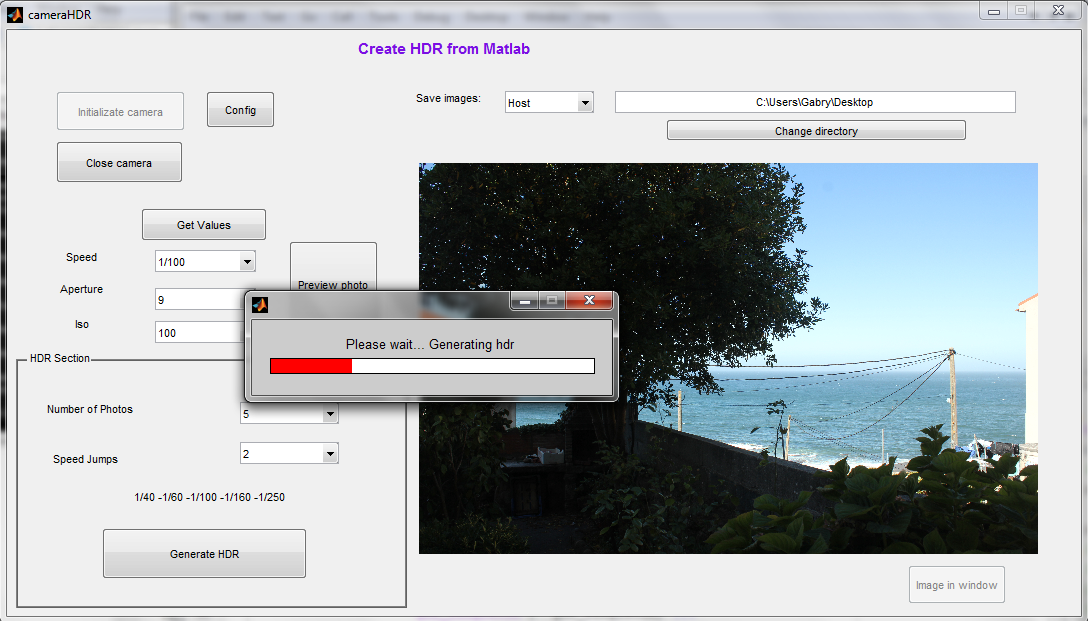 cameraHDR
Create HDR from Matlab
Initializate camera
Config
Save images:
Host
C:\Users\Gabry\Desktop
Change directory
Close camera
Get Values
Speed
1/100
Preview photo
Aperture
9
Iso
100
Please wait... Generating hdr
HDR Section
Number of Photos
5
Speed Jumps
2
1/40 -1/60 -1/100 -1/160 -1/250
Generate HDR
Image in window